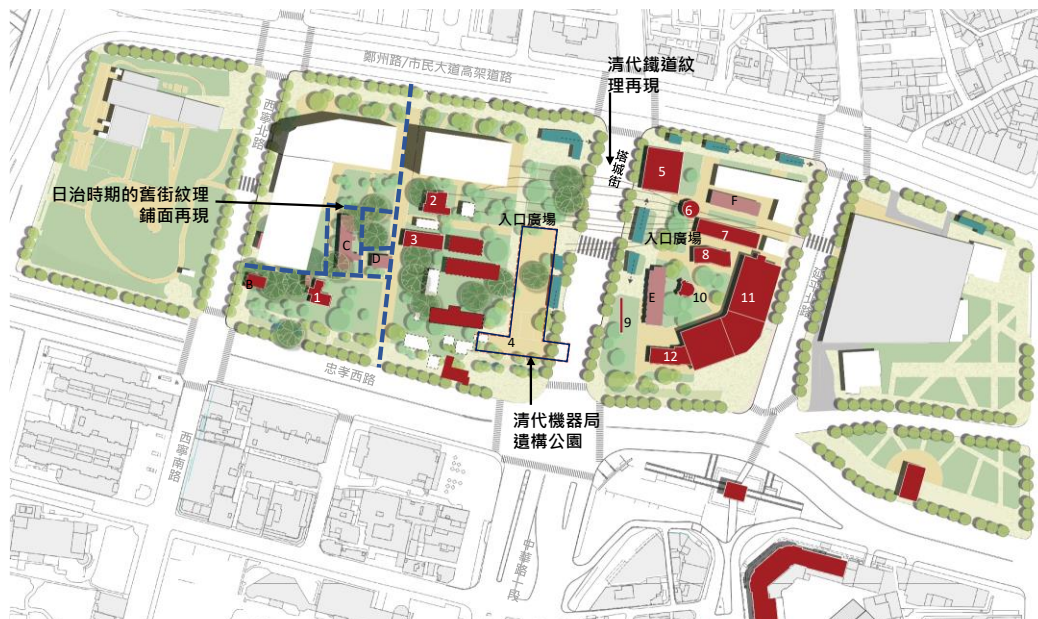 鄭州路/市民大道高架道路
清代鐵道紋
理再現
塔城街
西寧北路
日治時期的舊街紋理
鋪面再現
入口廣場
入口廣場
5
F
6
7
8
2
3
C
D
B
1
E
10
11
9
12
4
延平北路
忠孝西路
清代機器局
遺構公園
西寧南路
中華路一段